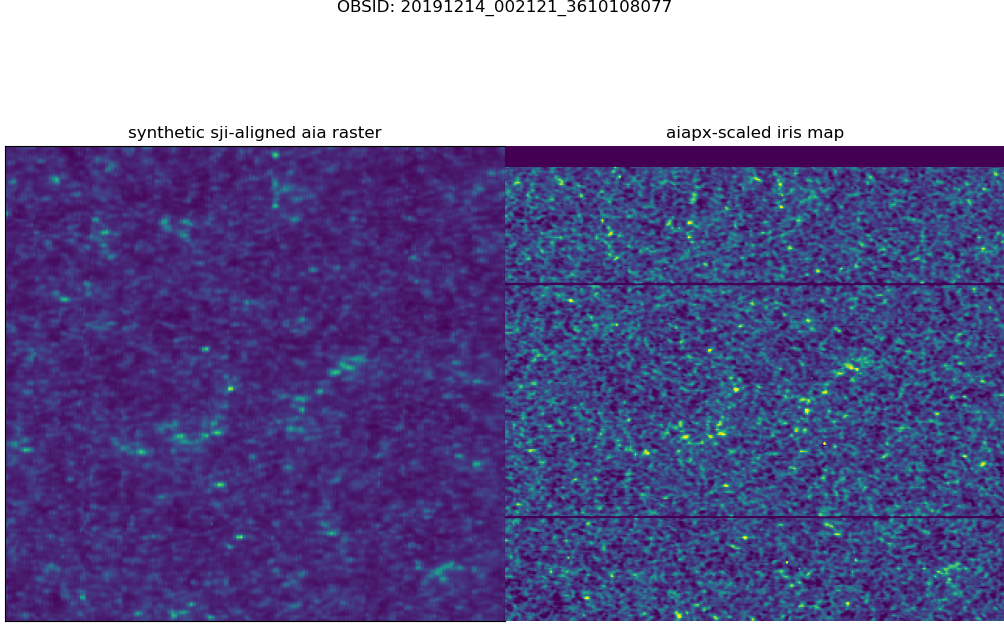 OBSID: 20191214_002121_3610108077
synthetic sji-aligned aia raster
aiapx-scaled iris map